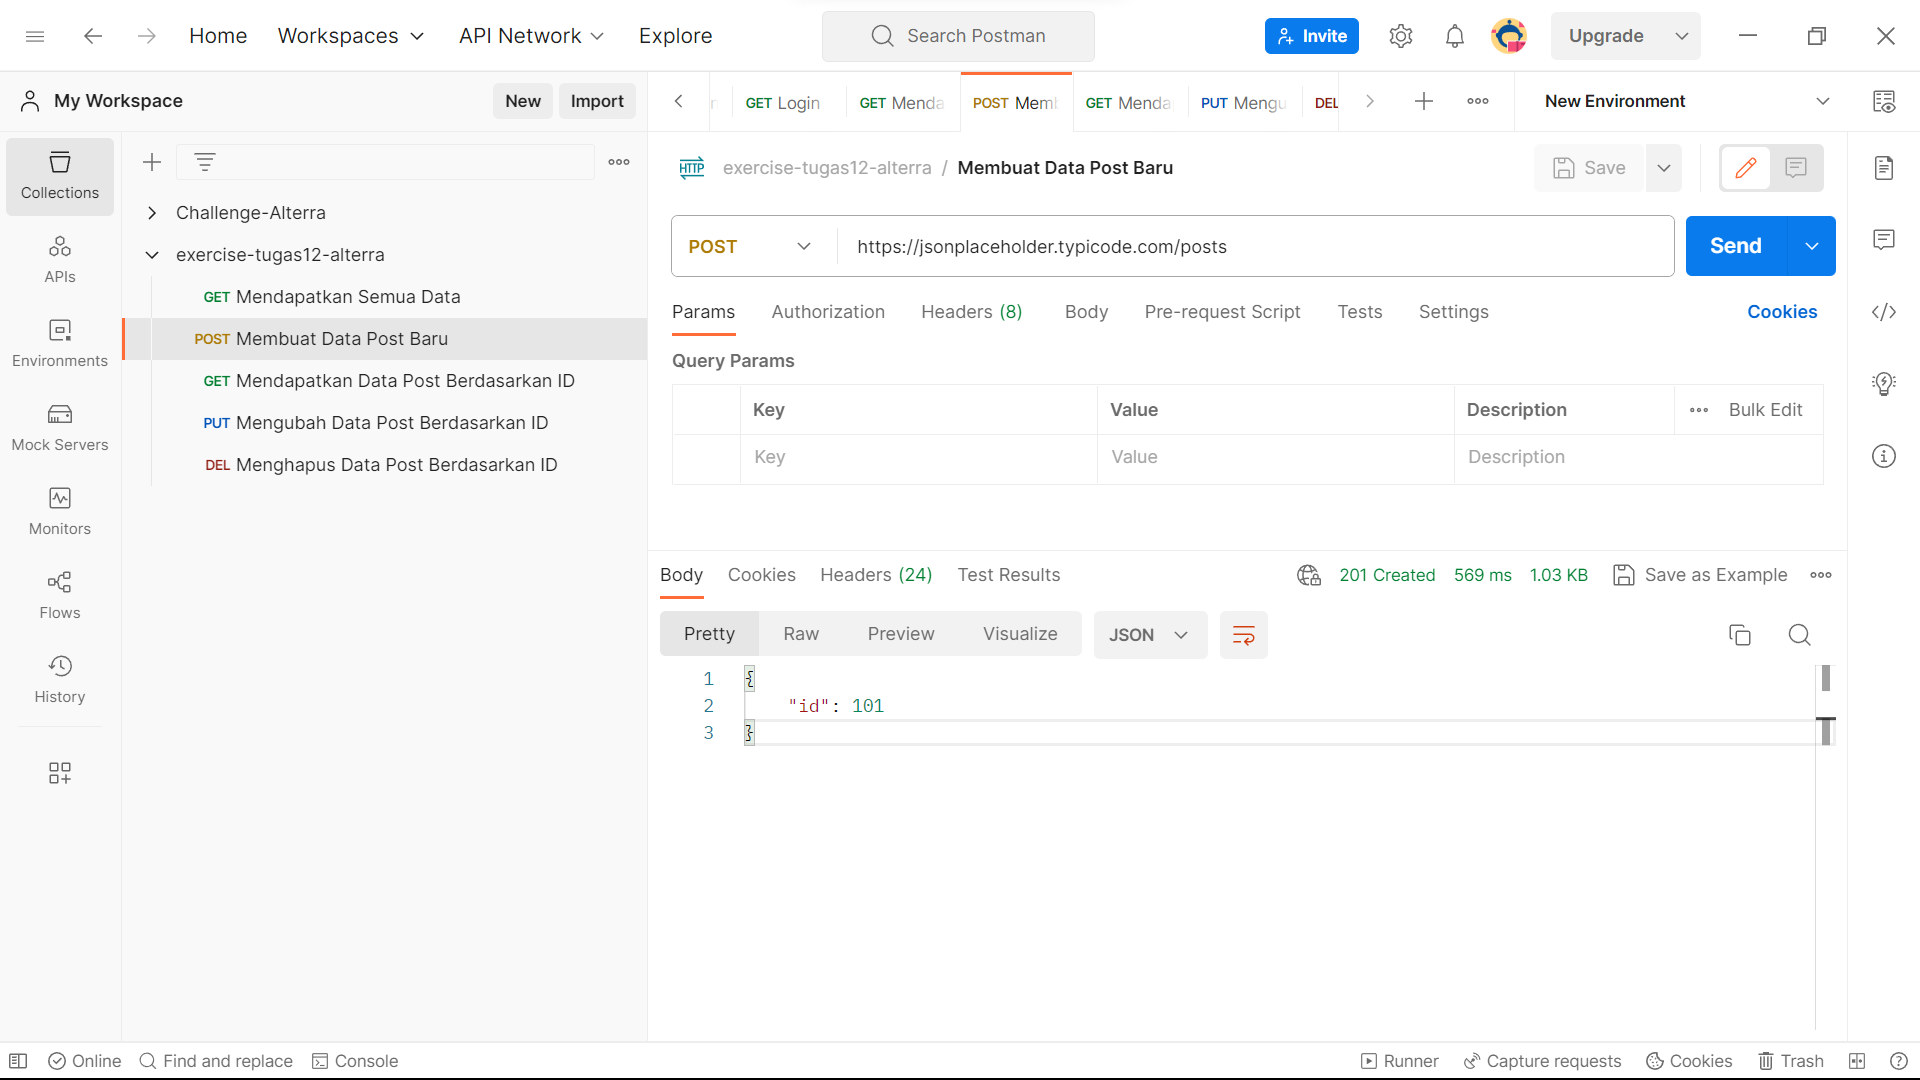 Home
Workspaces
API Network
Explore
Search Postman
Invite
Upgrade
My Workspace
New
Import
GET Login
GET Menda
POST Memb
GET Menda
PUT Mengu
DEL
New Environment
Collections
APIs
Environments
Mock Servers
Monitors
Flows
History
Challenge-Alterra
exercise-tugas12-alterra
GET Mendapatkan Semua Data
POST Membuat Data Post Baru
GET Mendapatkan Data Post Berdasarkan ID
PUT Mengubah Data Post Berdasarkan ID
DEL Menghapus Data Post Berdasarkan ID
HTTP exercise-tugas12-alterra / Membuat Data Post Baru
Save
POST
https://jsonplaceholder.typicode.com/posts
Send
Params
Authorization
Headers (8)
Body
Pre-request Script
Tests
Settings
Cookies
Query Params
Key
Value
Description
Bulk Edit
Key
Value
Description
Body
Cookies
Headers (24)
Test Results
201 Created
569 ms
1.03 KB
Save as Example
Pretty
Raw
Preview
Visualize
JSON
1 {
2 "id": 101
3 }
Online
Find and replace
Console
Runner
Capture requests
Cookies
Trash